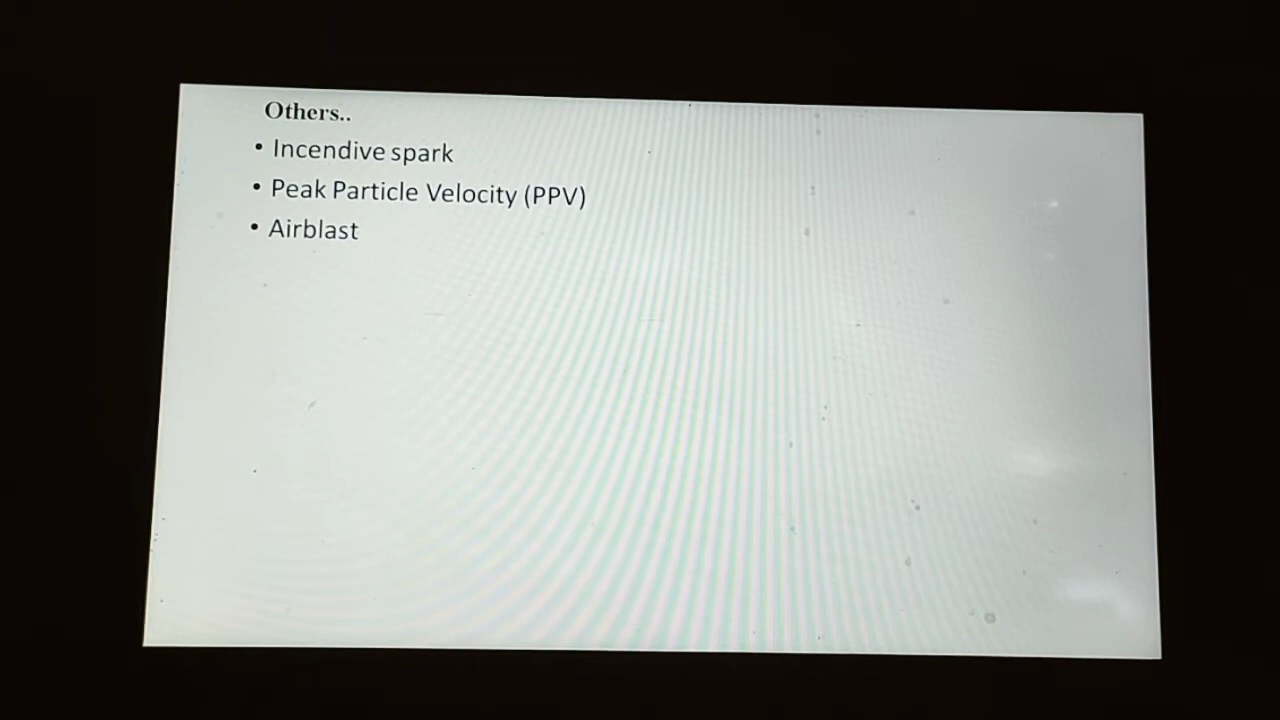 Others..
• Incendive spark
• Peak Particle Velocity (PPV)
• Airblast